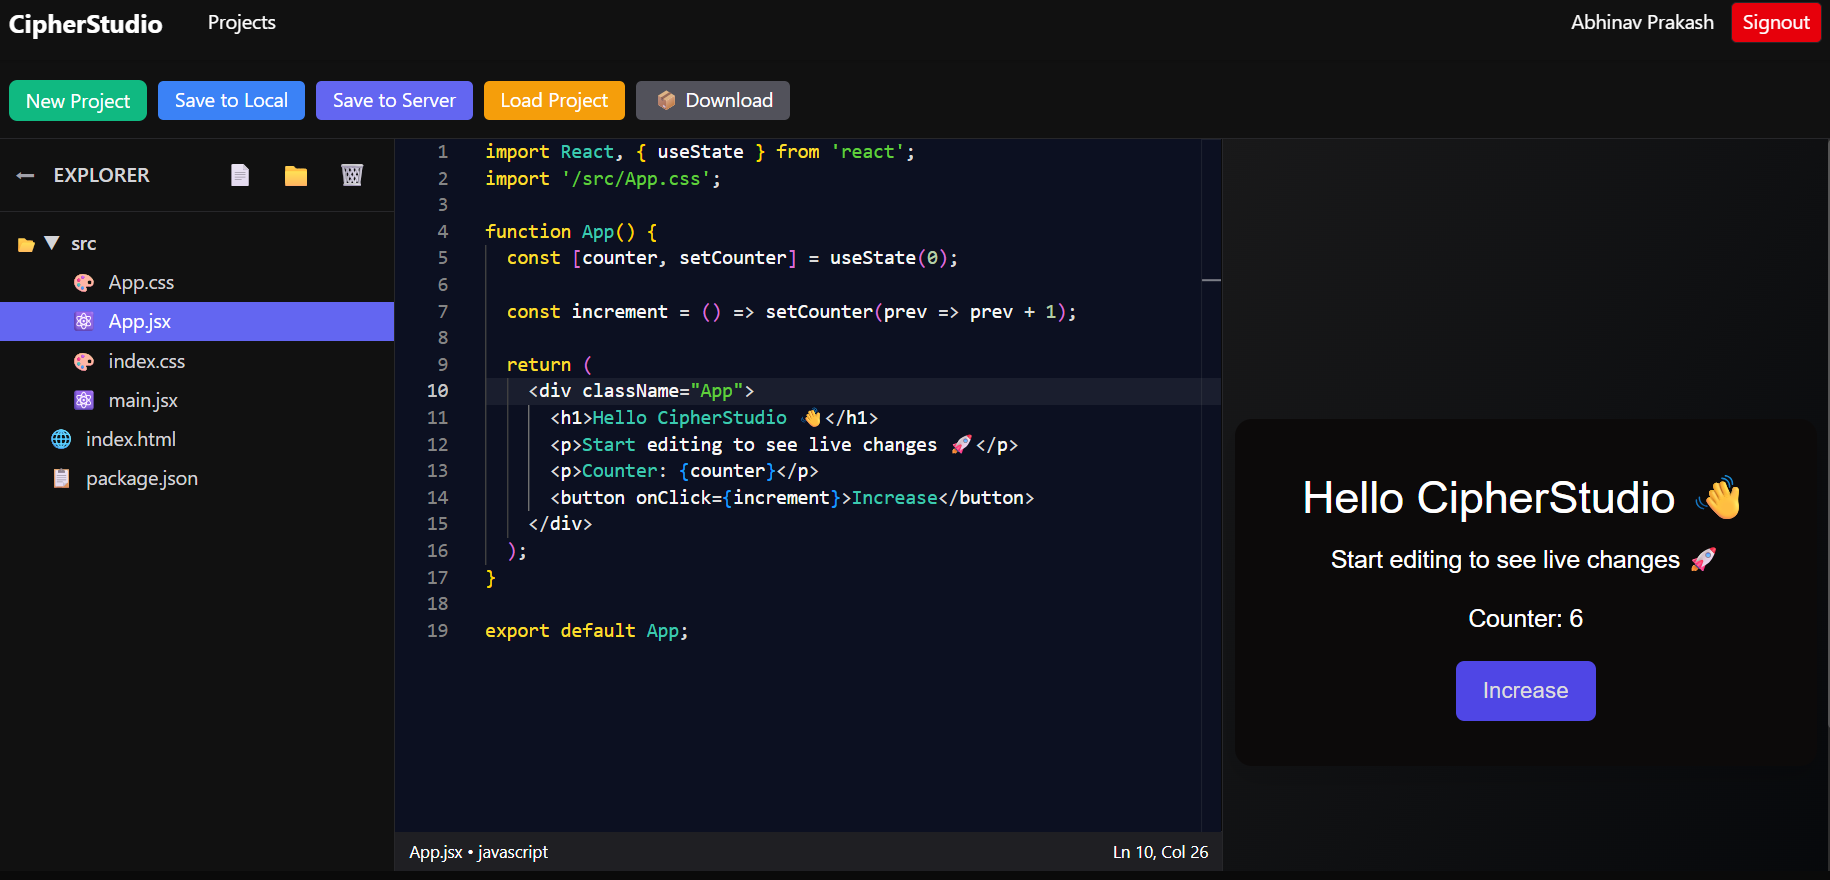 CipherStudio Projects Abhinav Prakash Signout
New Project Save to Local Save to Server Load Project 📦 Download
EXPLORER
src
App.css
App.jsx
index.css
main.jsx
index.html
package.json
1 import React, { useState } from 'react';
2 import '/src/App.css';
3
4 function App() {
5   const [counter, setCounter] = useState(0);
6
7   const increment = () => setCounter(prev => prev + 1);
8
9   return (
10     <div className="App">
11       <h1>Hello CipherStudio 👋</h1>
12       <p>Start editing to see live changes 🚀</p>
13       <p>Counter: {counter}</p>
14       <button onClick={increment}>Increase</button>
15     </div>
16   );
17 }
18
19 export default App;
App.jsx • javascript Ln 10, Col 26
Hello CipherStudio 👋
Start editing to see live changes 🚀
Counter: 6
Increase